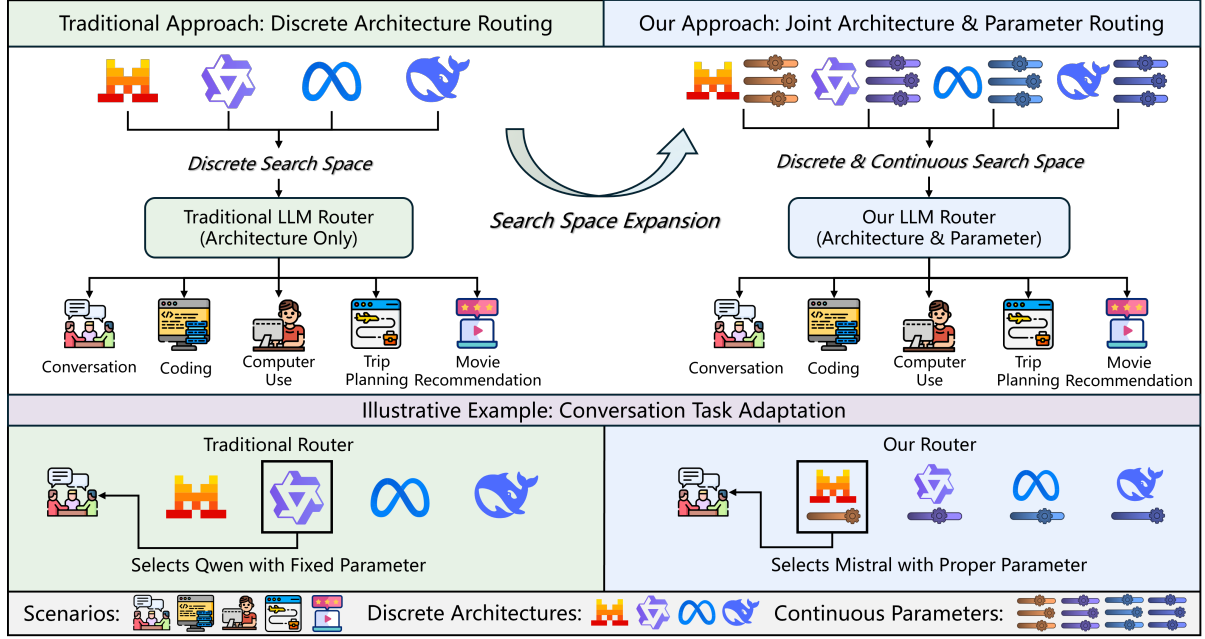 Traditional Approach: Discrete Architecture Routing
Our Approach: Joint Architecture & Parameter Routing
Discrete Search Space
Discrete & Continuous Search Space
Search Space Expansion
Traditional LLM Router
(Architecture Only)
Our LLM Router
(Architecture & Parameter)
Conversation
Coding
Computer
Use
Trip
Planning
Movie
Recommendation
Conversation
Coding
Computer
Use
Trip
Planning
Movie
Recommendation
Illustrative Example: Conversation Task Adaptation
Traditional Router
Selects Qwen with Fixed Parameter
Our Router
Selects Mistral with Proper Parameter
Scenarios:
Discrete Architectures:
Continuous Parameters: